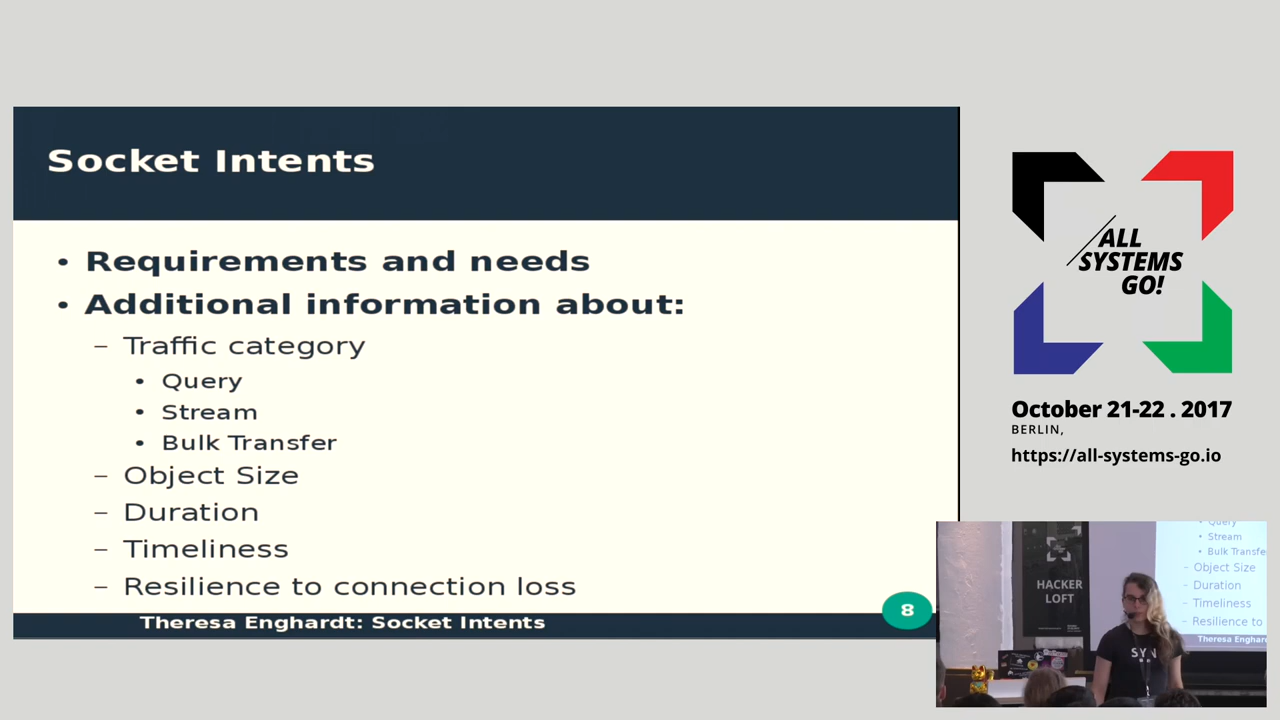 Socket Intents
• Requirements and needs
• Additional information about:
– Traffic category
• Query
• Stream
• Bulk Transfer
– Object Size
– Duration
– Timeliness
– Resilience to connection loss
Theresa Enghardt: Socket Intents
8
ALL
SYSTEMS
GO!
October 21-22 . 2017
BERLIN,
https://all-systems-go.io
HACKER
LOFT
SYN
• Query
• Stream
• Bulk Transfe
– Object Size
– Duration
– Timeliness
– Resilience to
Theresa Enghar